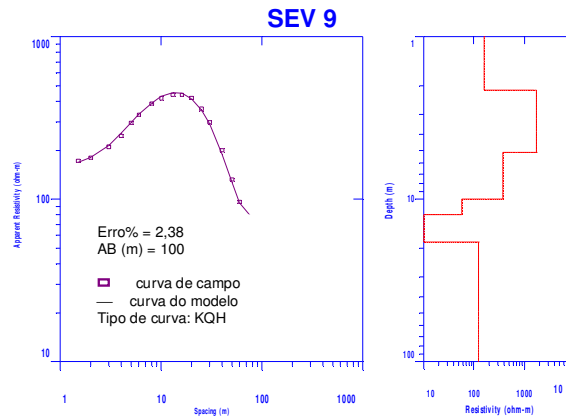 SEV 9
1000
100
10
Apparent Resistivity (ohm-m)
Erro% = 2,38
AB (m) = 100
curva de campo
curva do modelo
Tipo de curva: KQH
1
10
100
1000
Spacing (m)
1
10
100
Depth (m)
10
100
1000
10
Resistivity (ohm-m)